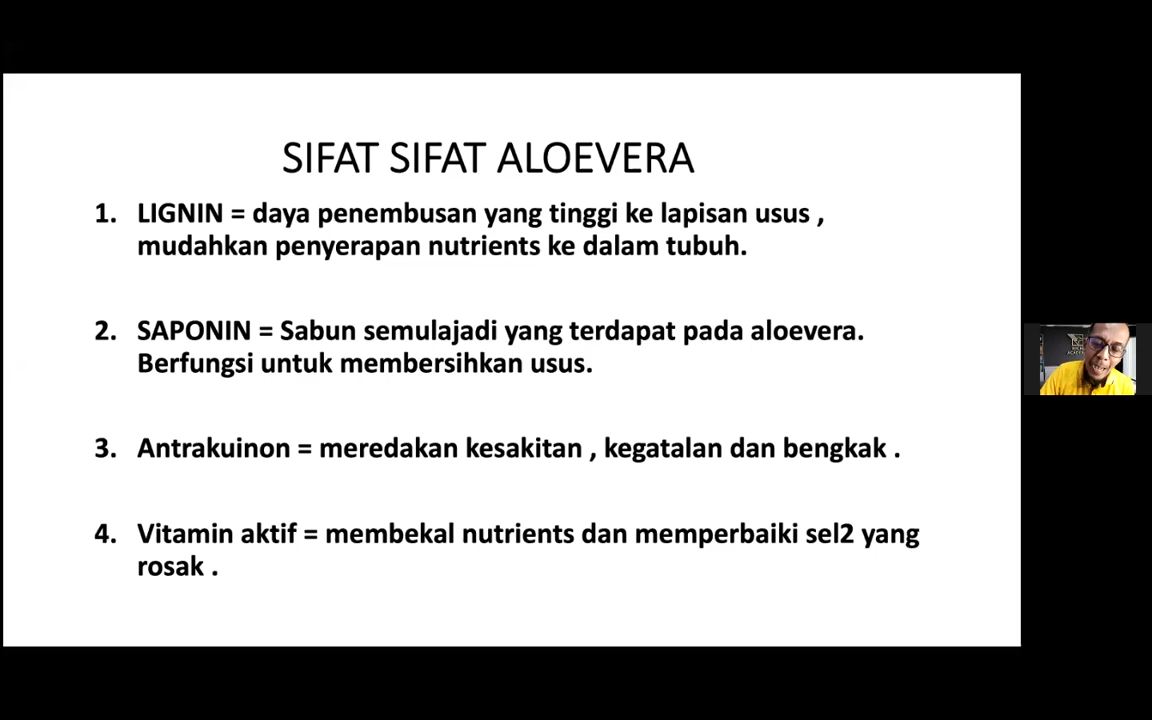 SIFAT SIFAT ALOEVERA
1. LIGNIN = daya penembusan yang tinggi ke lapisan usus ,
mudahkan penyerapan nutrients ke dalam tubuh.
2. SAPONIN = Sabun semulajadi yang terdapat pada aloevera.
Berfungsi untuk membersihkan usus.
3. Antrakuinon = meredakan kesakitan , kegatalan dan bengkak .
4. Vitamin aktif = membekal nutrients dan memperbaiki sel2 yang
rosak .